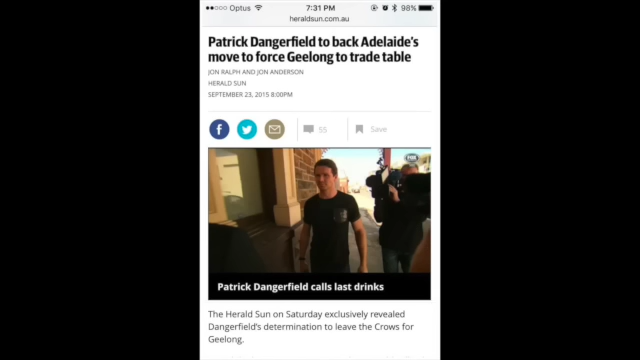 Optus 7:31 PM 98%
heraldsun.com.au
Patrick Dangerfield to back Adelaide's
move to force Geelong to trade table
JON RALPH AND JON ANDERSON
HERALD SUN
SEPTEMBER 23, 2015 8:00PM
55 Save
FOX
Patrick Dangerfield calls last drinks
The Herald Sun on Saturday exclusively revealed
Dangerfield's determination to leave the Crows for
Geelong.